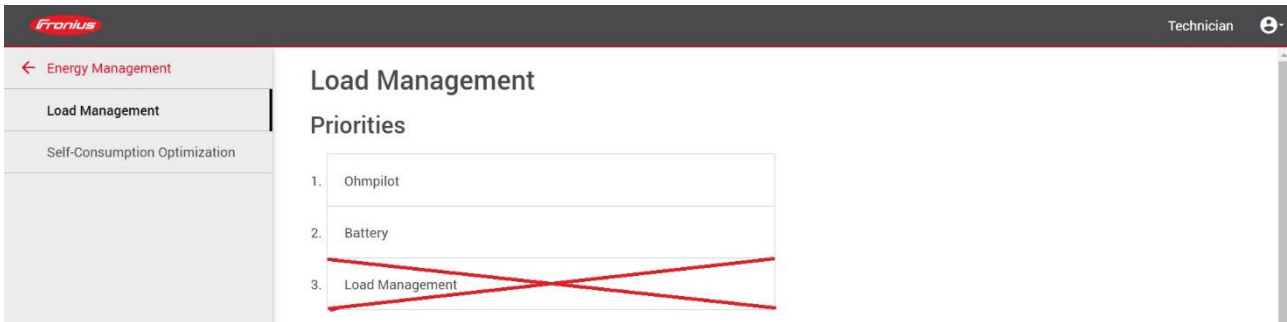 Fronius
Technician
Energy Management
Load Management
Self-Consumption Optimization
Load Management
Priorities
1. Ohmpilot
2. Battery
3. Load Management